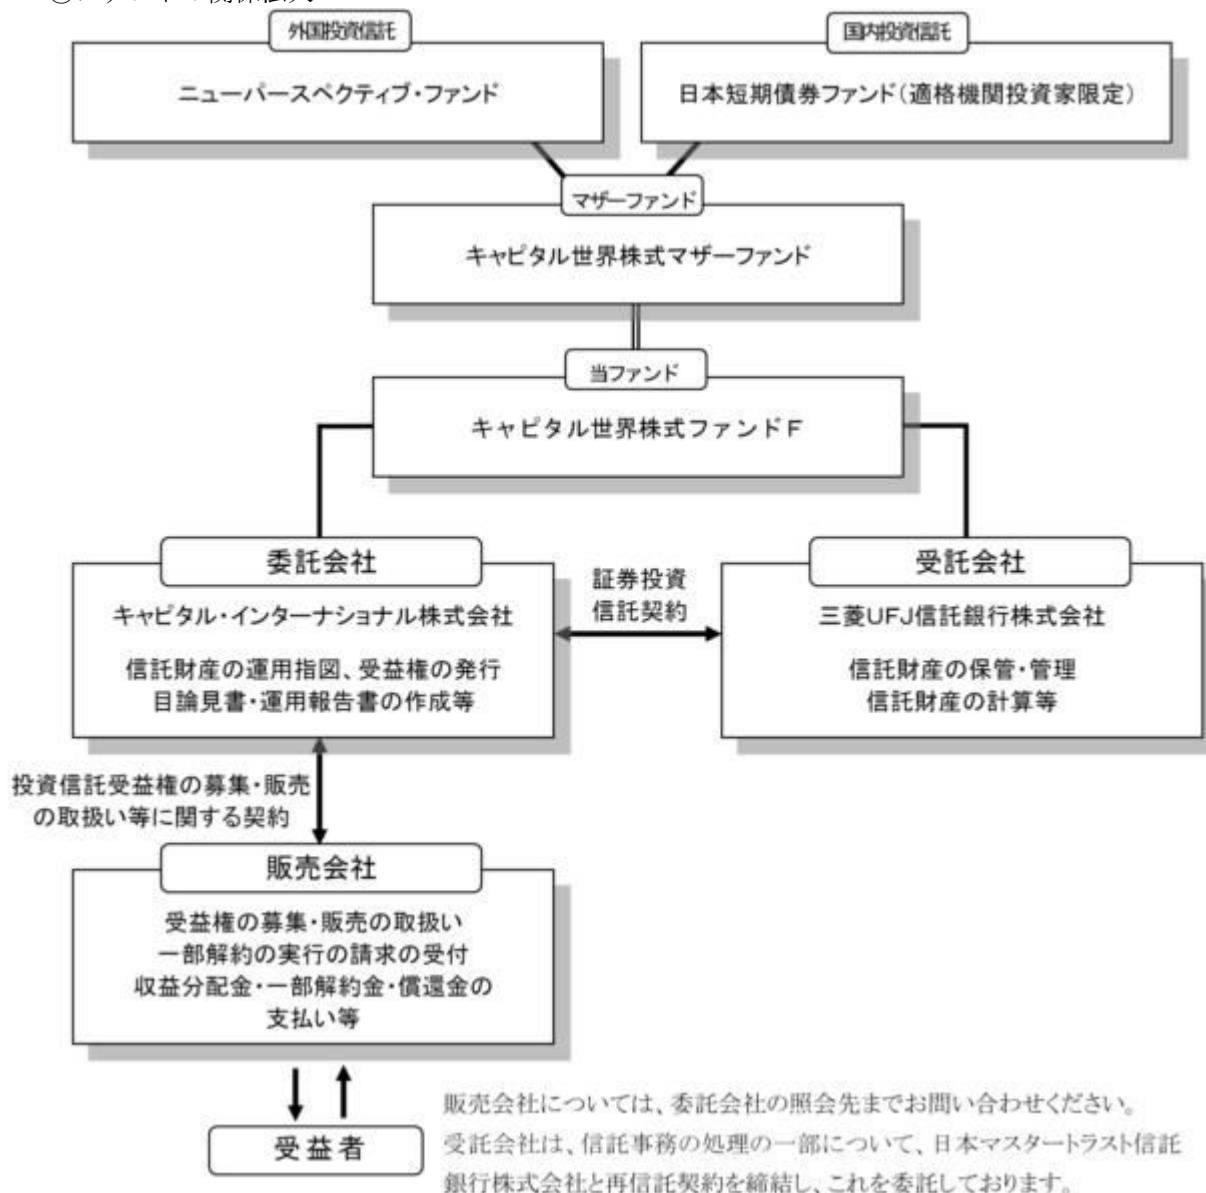 外国投資信託
ニューパースペクティブ・ファンド
国内投資信託
日本短期債券ファンド(適格機関投資家限定)
マザーファンド
キャピタル世界株式マザーファンド
当ファンド
キャピタル世界株式ファンドF
委託会社
キャピタル・インターナショナル株式会社
信託財産の運用指図、受益権の発行
目論見書・運用報告書の作成等
証券投資
信託契約
受託会社
三菱UFJ信託銀行株式会社
信託財産の保管・管理
信託財産の計算等
投資信託受益権の募集・販売
の取扱い等に関する契約
販売会社
受益権の募集・販売の取扱い
一部解約の実行の請求の受付
収益分配金・一部解約金・償還金の
支払い等
受益者
販売会社については、委託会社の照会先までお問い合わせください。
受託会社は、信託事務の処理の一部について、日本マスタートラスト信託
銀行株式会社と再信託契約を締結し、これを委託しております。